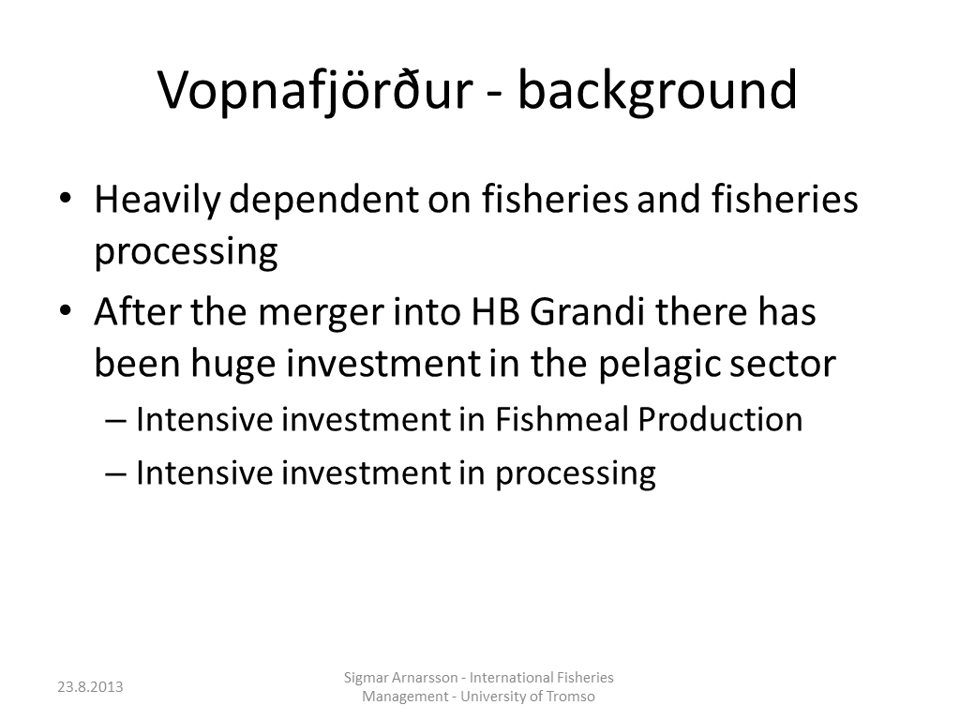 Vopnafjörður - background
• Heavily dependent on fisheries and fisheries
processing
• After the merger into HB Grandi there has
been huge investment in the pelagic sector
– Intensive investment in Fishmeal Production
– Intensive investment in processing
23.8.2013
Sigmar Arnarsson - International Fisheries
Management - University of Tromso